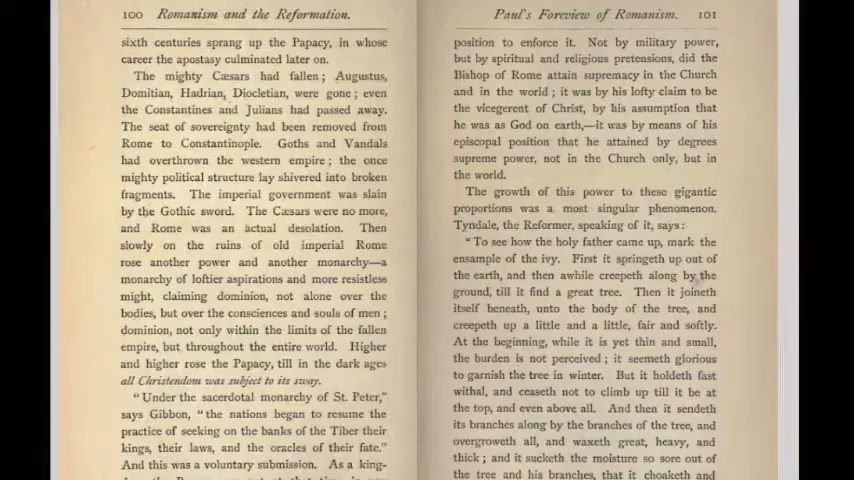 100 Romanism and the Reformation.
sixth centuries sprang up the Papacy, in whose
career the apostasy culminated later on.
The mighty Cæsars had fallen; Augustus,
Domitian, Hadrian, Diocletian, were gone; even
the Constantines and Julians had passed away.
The seat of sovereignty had been removed from
Rome to Constantinople. Goths and Vandals
had overthrown the western empire; the once
mighty political structure lay shivered into broken
fragments. The imperial government was slain
by the Gothic sword. The Cæsars were no more,
and Rome was an actual desolation. Then
slowly on the ruins of old imperial Rome
rose another power and another monarchy—a
monarchy of loftier aspirations and more resistless
might, claiming dominion, not alone over the
bodies, but over the consciences and souls of men;
dominion, not only within the limits of the fallen
empire, but throughout the entire world. Higher
and higher rose the Papacy, till in the dark ages
all Christendom was subject to its sway.
"Under the sacerdotal monarchy of St. Peter,"
says Gibbon, "the nations began to resume the
practice of seeking on the banks of the Tiber their
kings, their laws, and the oracles of their fate."
And this was a voluntary submission. As a king-
Paul's Foreview of Romanism. 101
position to enforce it. Not by military power,
but by spiritual and religious pretensions, did the
Bishop of Rome attain supremacy in the Church
and in the world; it was by his lofty claim to be
the vicegerent of Christ, by his assumption that
he was as God on earth,—it was by means of his
episcopal position that he attained by degrees
supreme power, not in the Church only, but in
the world.
The growth of this power to these gigantic
proportions was a most singular phenomenon.
Tyndale, the Reformer, speaking of it, says:
"To see how the holy father came up, mark the
ensample of the ivy. First it springeth up out of
the earth, and then awhile creepeth along by the
ground, till it find a great tree. Then it joineth
itself beneath, unto the body of the tree, and
creepeth up a little and a little, fair and softly.
At the beginning, while it is yet thin and small,
the burden is not perceived; it seemeth glorious
to garnish the tree in winter. But it holdeth fast
withal, and ceaseth not to climb up till it be at
the top, and even above all. And then it sendeth
its branches along by the branches of the tree, and
overgroweth all, and waxeth great, heavy, and
thick; and it sucketh the moisture so sore out of
the tree and his branches, that it choaketh and